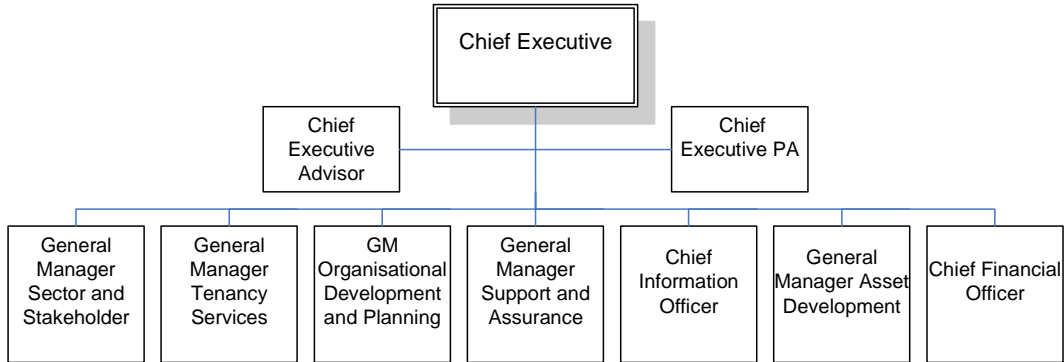 Chief Executive
Chief
Executive
Advisor
Chief
Executive PA
General
Manager
Sector and
Stakeholder
General
Manager
Tenancy
Services
GM
Organisational
Development
and Planning
General
Manager
Support and
Assurance
Chief
Information
Officer
General
Manager Asset
Development
Chief Financial
Officer